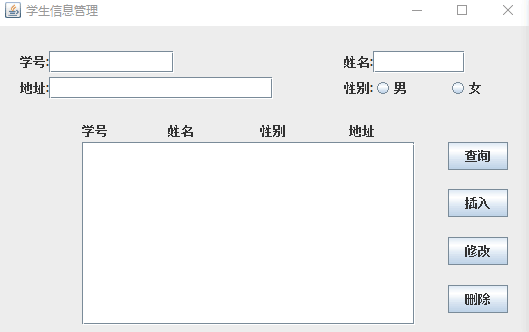 学生信息管理
学号: 姓名:
地址: 性别: 男 女
学号 姓名 性别 地址
查询
插入
修改
删除